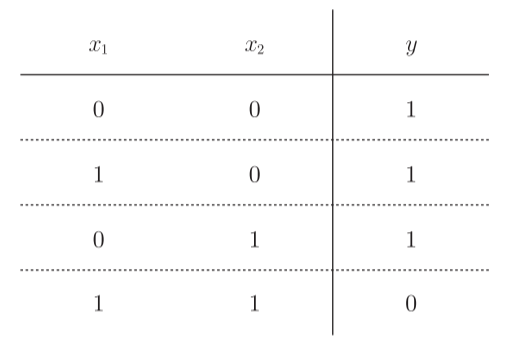 x₁ x₂ y
0 0 1
1 0 1
0 1 1
1 1 0